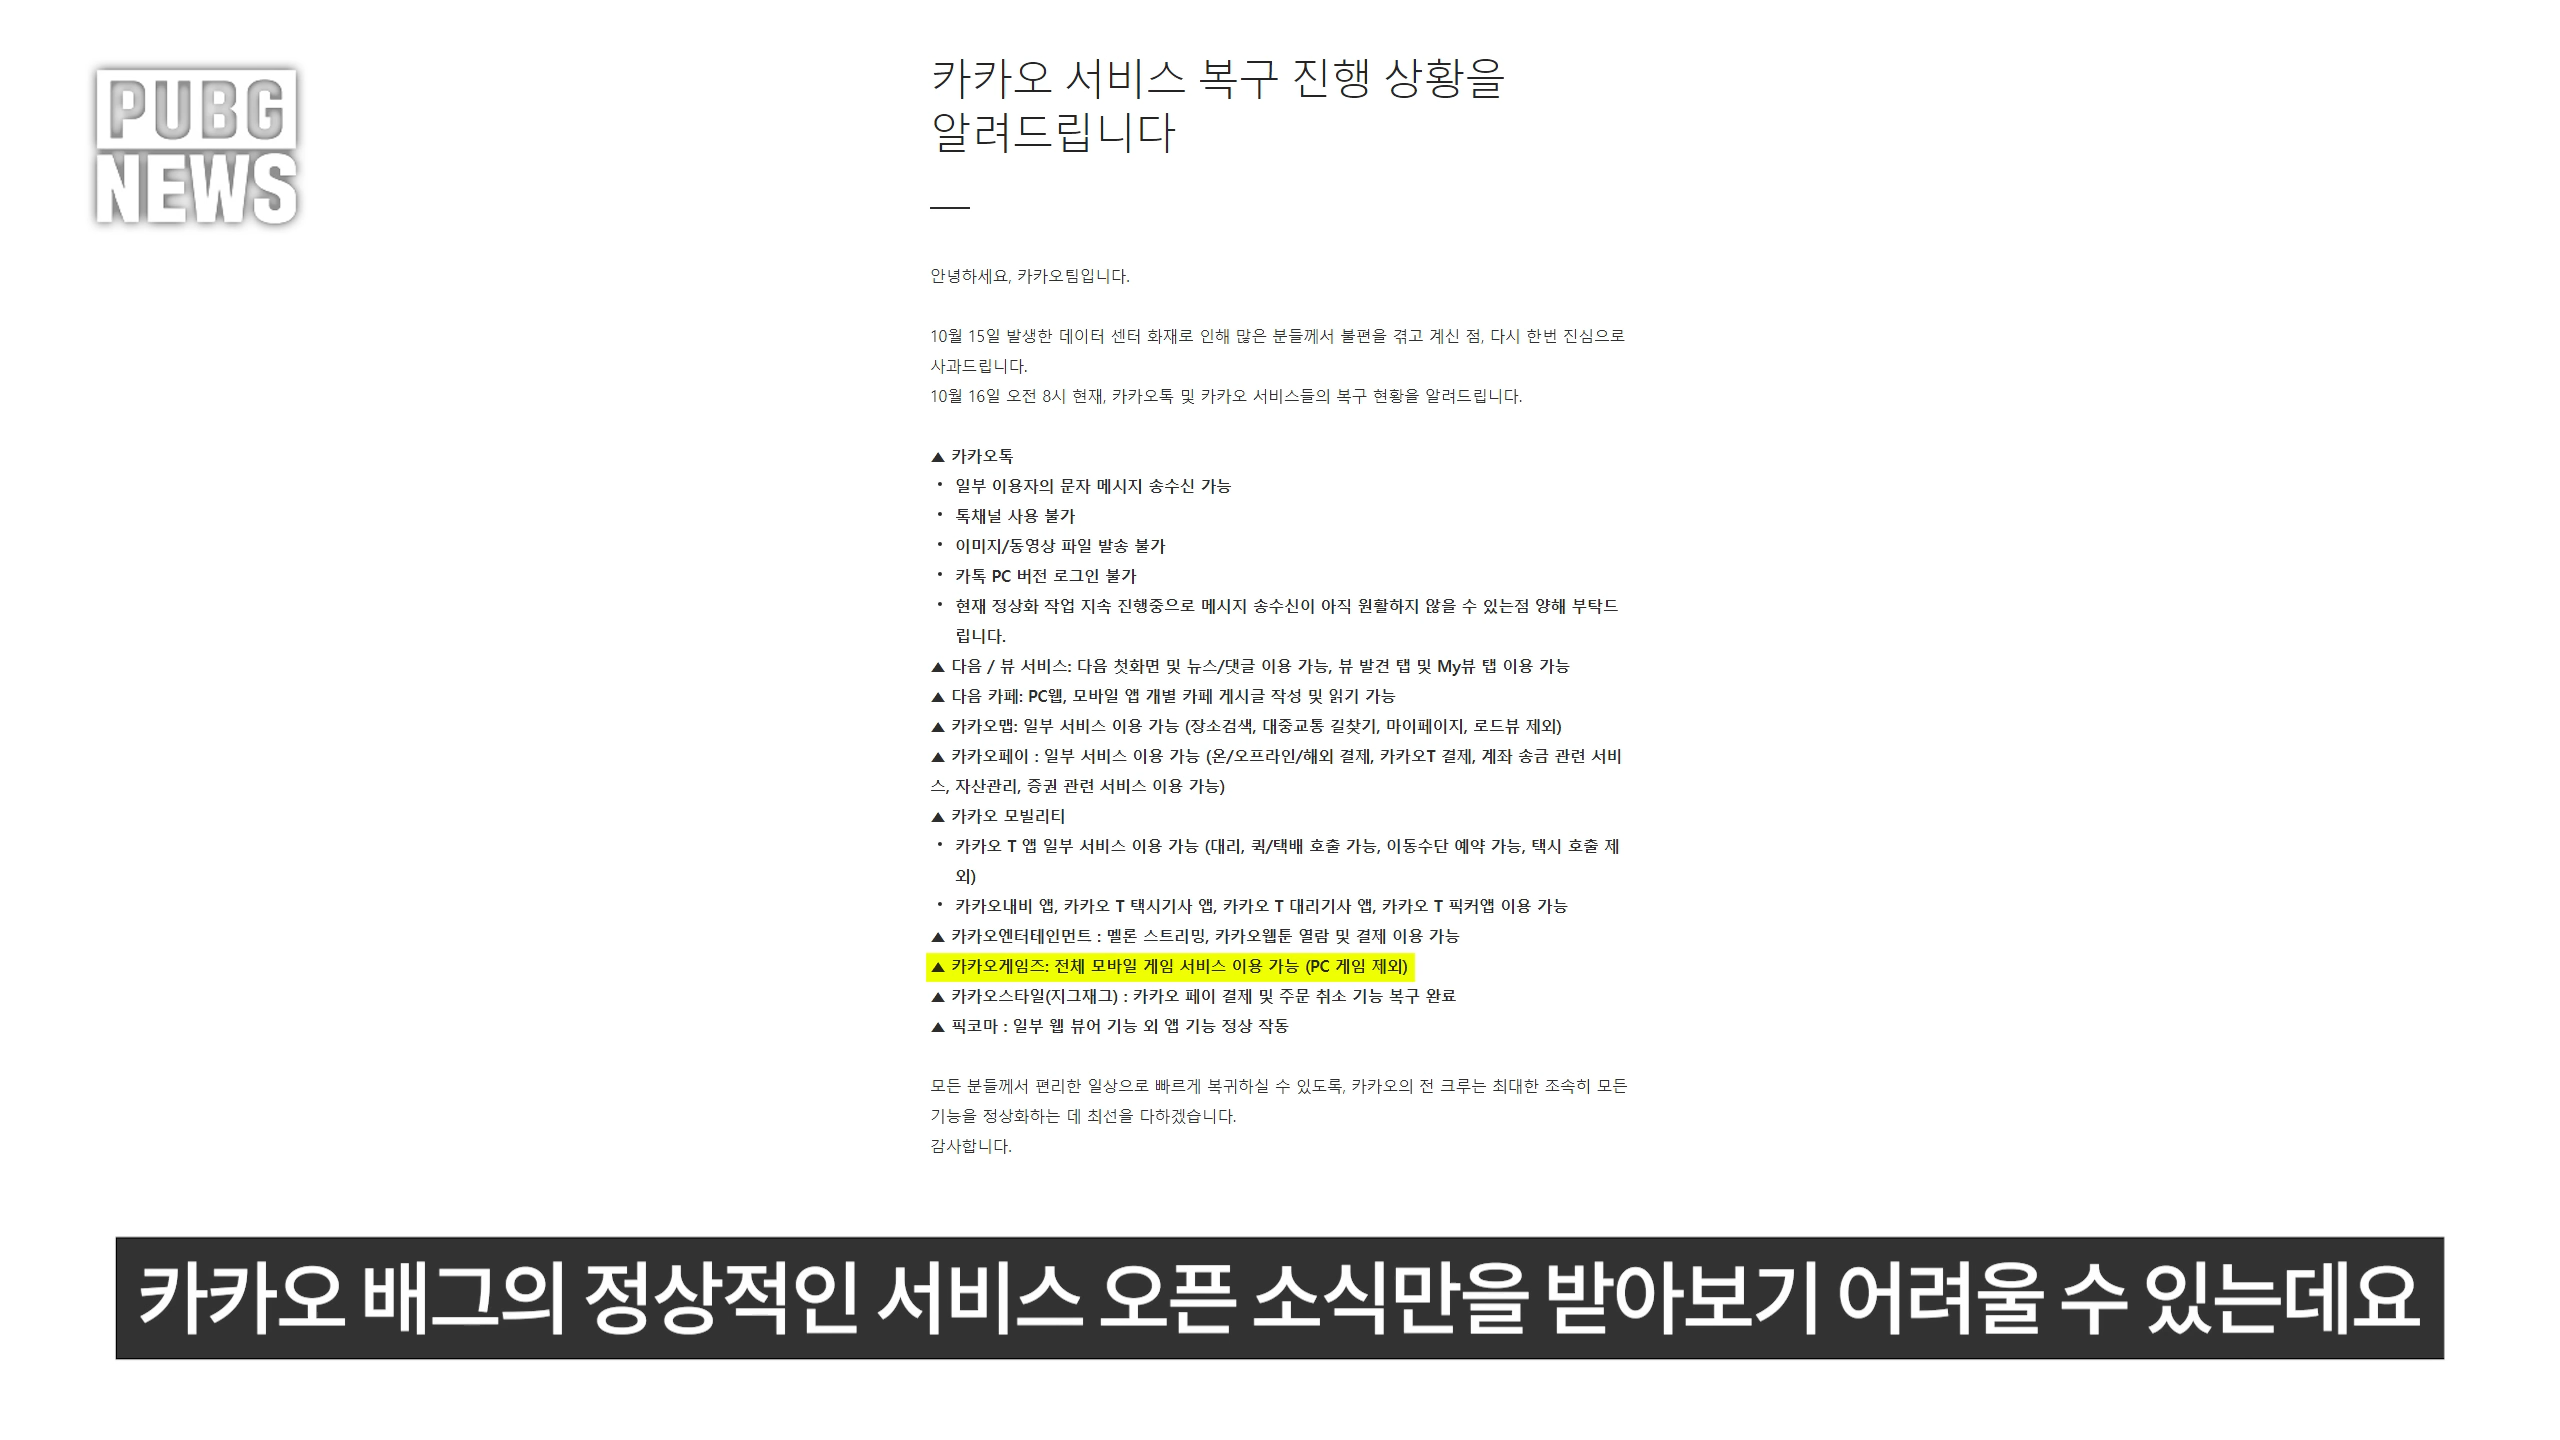 PUBG
NEWS
카카오 서비스 복구 진행 상황을
알려드립니다
안녕하세요, 카카오팀입니다.
10월 15일 발생한 데이터 센터 화재로 인해 많은 분들께서 불편을 겪고 계신 점, 다시 한번 진심으로
사과드립니다.
10월 16일 오전 8시 현재, 카카오톡 및 카카오 서비스들의 복구 현황을 알려드립니다.
▲ 카카오톡
• 일부 이용자의 문자 메시지 송수신 가능
• 톡채널 사용 불가
• 이미지/동영상 파일 발송 불가
• 카톡 PC 버전 로그인 불가
• 현재 정상화 작업 지속 진행중으로 메시지 송수신이 아직 원활하지 않을 수 있는점 양해 부탁드
립니다.
▲ 다음 / 뷰 서비스: 다음 첫화면 및 뉴스/댓글 이용 가능, 뷰 발견 탭 및 My뷰 탭 이용 가능
▲ 다음 카페: PC웹, 모바일 앱 개별 카페 게시글 작성 및 읽기 가능
▲ 카카오맵: 일부 서비스 이용 가능 (장소검색, 대중교통 길찾기, 마이페이지, 로드뷰 제외)
▲ 카카오페이 : 일부 서비스 이용 가능 (온/오프라인/해외 결제, 카카오T 결제, 계좌 송금 관련 서비
스, 자산관리, 증권 관련 서비스 이용 가능)
▲ 카카오 모빌리티
• 카카오 T 앱 일부 서비스 이용 가능 (대리, 퀵/택배 호출 가능, 이동수단 예약 가능, 택시 호출 제
외)
• 카카오내비 앱, 카카오 T 택시기사 앱, 카카오 T 대리기사 앱, 카카오 T 픽커앱 이용 가능
▲ 카카오엔터테인먼트 : 멜론 스트리밍, 카카오웹툰 열람 및 결제 이용 가능
▲ 카카오게임즈: 전체 모바일 게임 서비스 이용 가능 (PC 게임 제외)
▲ 카카오스타일(지그재그) : 카카오 페이 결제 및 주문 취소 기능 복구 완료
▲ 픽코마 : 일부 웹 뷰어 기능 외 앱 기능 정상 작동
모든 분들께서 편리한 일상으로 빠르게 복귀하실 수 있도록, 카카오의 전 크루는 최대한 조속히 모든
기능을 정상화하는 데 최선을 다하겠습니다.
감사합니다.
카카오 배그의 정상적인 서비스 오픈 소식만을 받아보기 어려울 수 있는데요